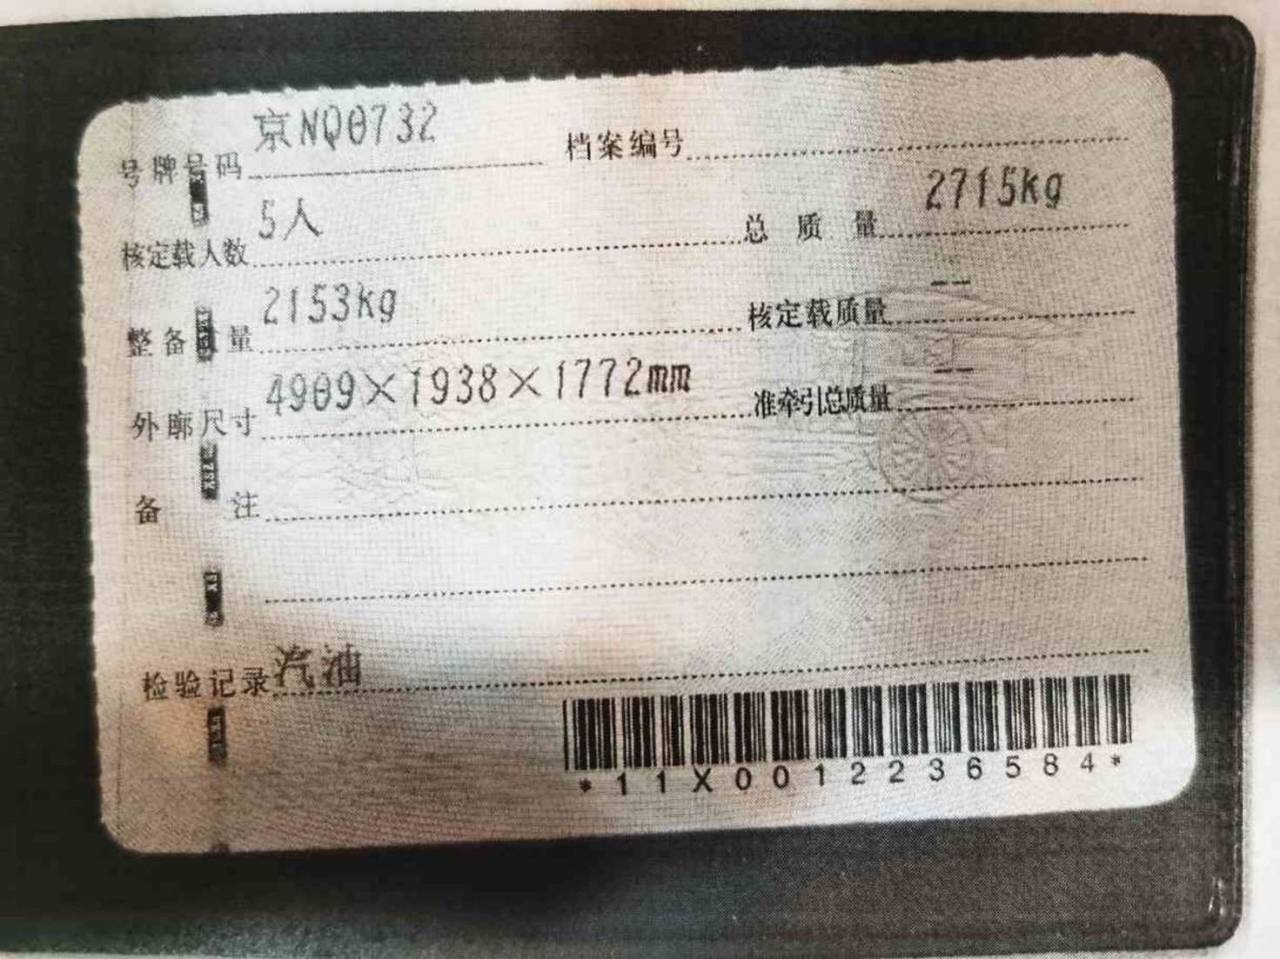 号牌号码 京NQ0732 档案编号
核定载人数 5人 总质量 2715kg
整备 量 2153kg 核定载质量 --
外廓尺寸 4909×1938×1772mm 准牵引总质量 --
备注
检验记录 汽油
*11X0012236584*